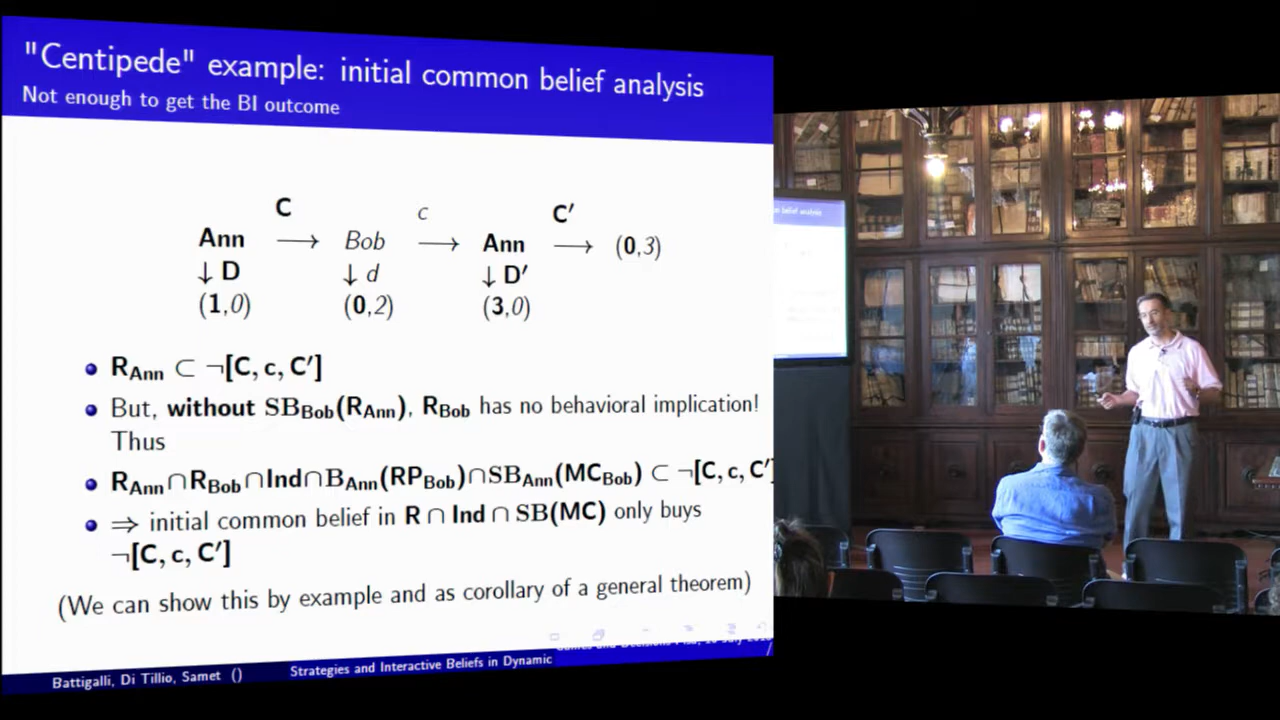 "Centipede" example: initial common belief analysis
Not enough to get the BI outcome
C c C′
Ann ⟶ Bob ⟶ Ann ⟶ (0,3)
↓ D ↓ d ↓ D′
(1,0) (0,2) (3,0)
• R_Ann ⊂ ¬[C, c, C′]
• But, without SB_Bob(R_Ann), R_Bob has no behavioral implication!
Thus
• R_Ann∩R_Bob∩Ind∩B_Ann(RP_Bob)∩SB_Ann(MC_Bob) ⊂ ¬[C, c, C′]
• ⇒ initial common belief in R ∩ Ind ∩ SB(MC) only buys
¬[C, c, C′]
(We can show this by example and as corollary of a general theorem)
Battigalli, Di Tillio, Samet () Strategies and Interactive Beliefs in Dynamic
belief analysis